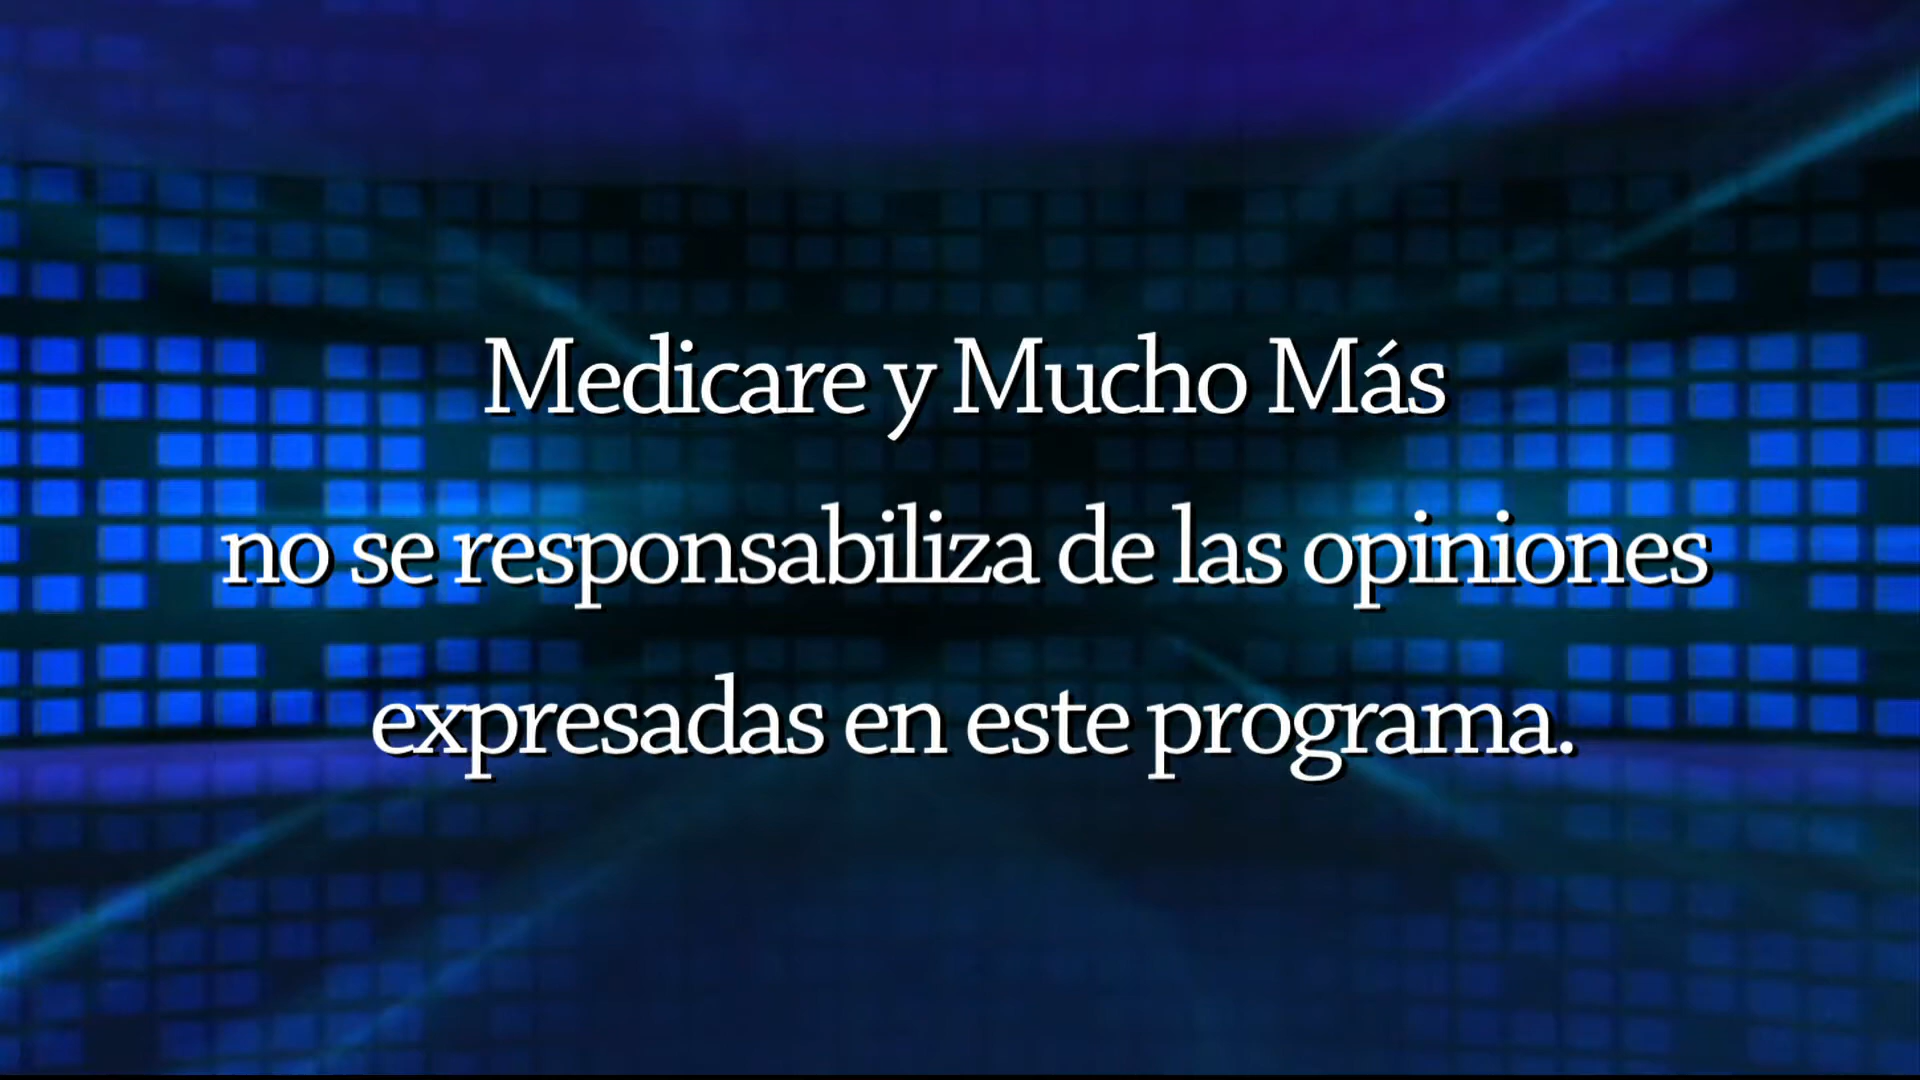 Medicare y Mucho Más
no se responsabiliza de las opiniones
expresadas en este programa.